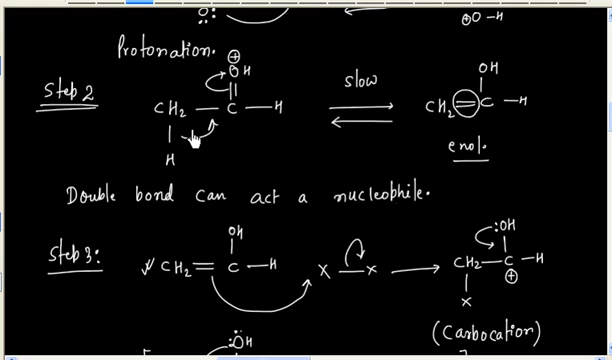 :O: ⊕O—H
Protonation.
⊕
OH
Step 2 CH2 — C — H slow CH2 = C — H
OH
H enol.
Double bond can act a nucleophile.
OH :OH
Step 3: CH2 = C — H X — X CH2 — C — H
⊕
X
(Carbocation)
:ÖH